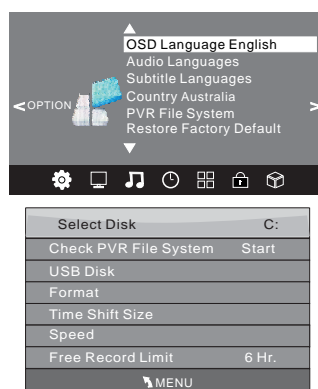 OSD Language English
Audio Languages
Subtitle Languages
<OPTION
Country Australia
>
PVR File System
Restore Factory Default
Select Disk C:
Check PVR File System Start
USB Disk
Format
Time Shift Size
Speed
Free Record Limit 6 Hr.
MENU